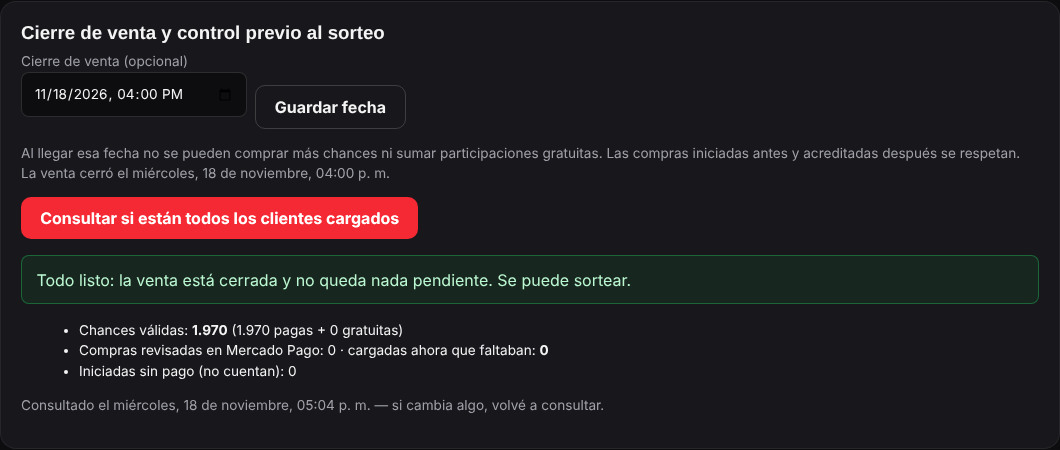 Cierre de venta y control previo al sorteo
Cierre de venta (opcional)
11/18/2026, 04:00 PM
Guardar fecha
Al llegar esa fecha no se pueden comprar más chances ni sumar participaciones gratuitas. Las compras iniciadas antes y acreditadas después se respetan.
La venta cerró el miércoles, 18 de noviembre, 04:00 p. m.
Consultar si están todos los clientes cargados
Todo listo: la venta está cerrada y no queda nada pendiente. Se puede sortear.
• Chances válidas: 1.970 (1.970 pagas + 0 gratuitas)
• Compras revisadas en Mercado Pago: 0 · cargadas ahora que faltaban: 0
• Iniciadas sin pago (no cuentan): 0
Consultado el miércoles, 18 de noviembre, 05:04 p. m. — si cambia algo, volvé a consultar.